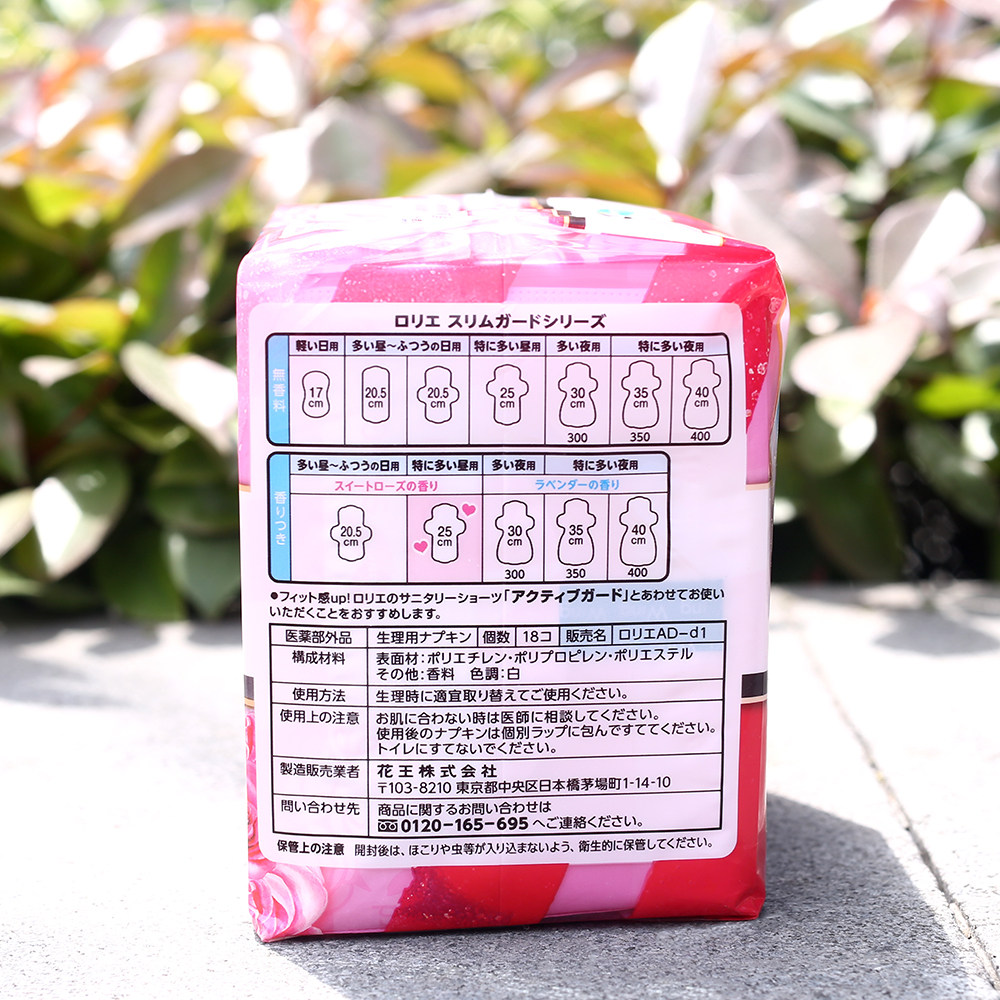 ロリエ スリムガードシリーズ
無香料
軽い日用 多い昼～ふつうの日用 特に多い昼用 多い夜用 特に多い夜用
17cm 20.5cm 20.5cm 25cm 30cm 35cm 40cm
300 350 400
香りつき
多い昼～ふつうの日用 特に多い昼用 多い夜用 特に多い夜用
スイートローズの香り ラベンダーの香り
20.5cm 25cm 30cm 35cm 40cm
300 350 400
●フィット感up! ロリエのサニタリーショーツ「アクティブガード」とあわせてお使い
いただくことをおすすめします。
医薬部外品 生理用ナプキン 個数 18コ 販売名 ロリエAD-d1
構成材料 表面材:ポリエチレン・ポリプロピレン・ポリエステル
その他:香料 色調:白
使用方法 生理時に適宜取り替えてご使用ください。
使用上の注意 お肌に合わない時は医師に相談してください。
使用後のナプキンは個別ラップに包んですててください。
トイレにすてないでください。
製造販売業者 花王株式会社
〒103-8210 東京都中央区日本橋茅場町1-14-10
問い合わせ先 商品に関するお問い合わせは
0120-165-695 へご連絡ください。
保管上の注意 開封後は、ほこりや虫等が入り込まないよう、衛生的に保管してください。